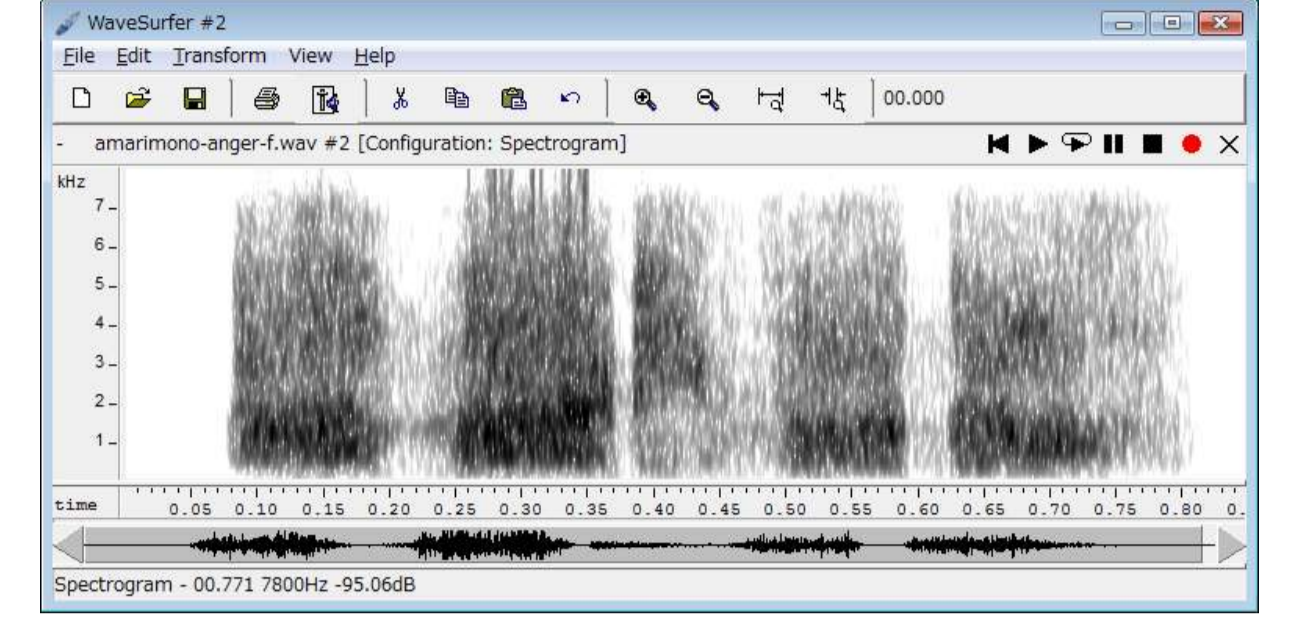 WaveSurfer #2
File Edit Transform View Help
00.000
- amarimono-anger-f.wav #2 [Configuration: Spectrogram]
kHz
7
6
5
4
3
2
1
time 0.05 0.10 0.15 0.20 0.25 0.30 0.35 0.40 0.45 0.50 0.55 0.60 0.65 0.70 0.75 0.80 0.
Spectrogram - 00.771 7800Hz -95.06dB